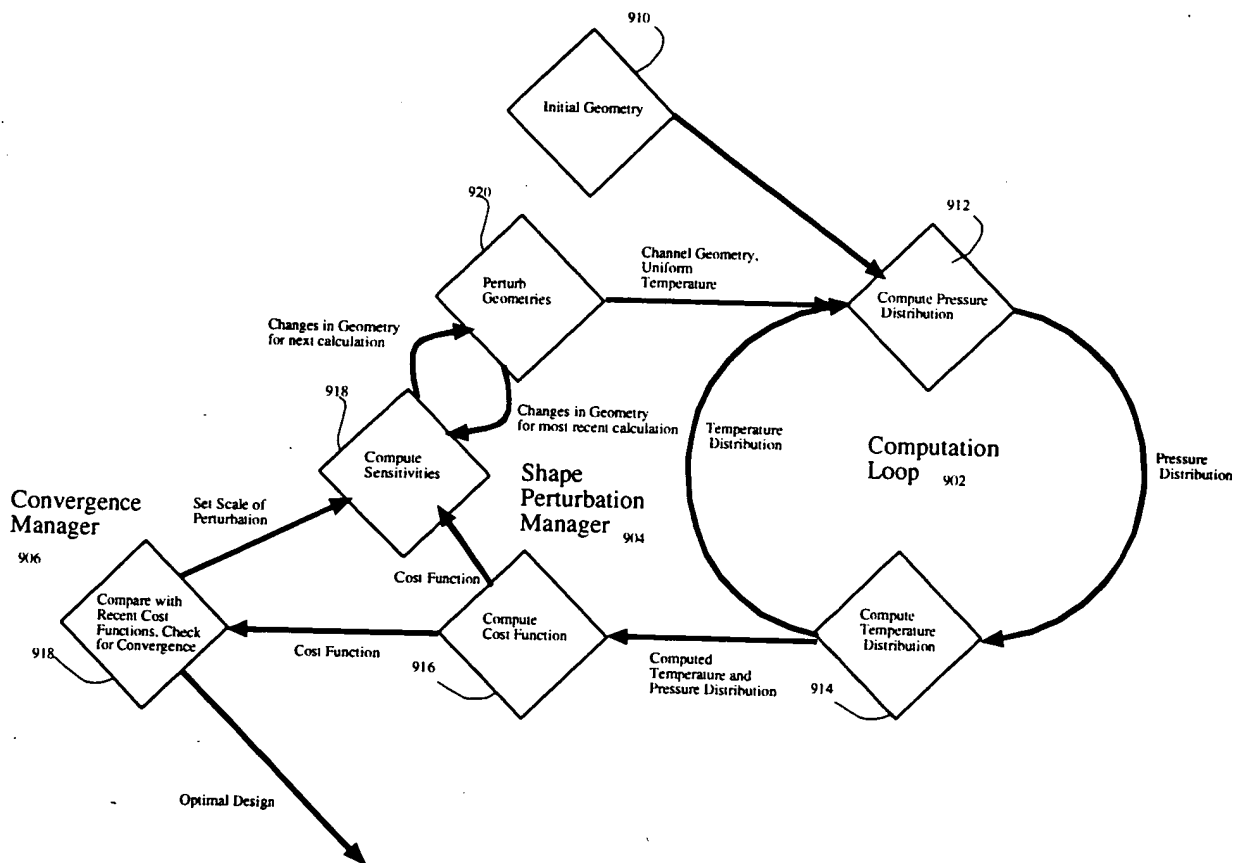 910
Initial Geometry
920
912
Channel Geometry,
Uniform
Temperature
Perturb
Geometries
Compute Pressure
Distribution
Changes in Geometry
for next calculation
918
Changes in Geometry
for most recent calculation
Temperature
Distribution
Computation
Loop
902
Pressure
Distribution
Compute
Sensitivities
Shape
Perturbation
Manager
904
Convergence
Manager
906
Set Scale of
Perturbation
Cost Function
Compare with
Recent Cost
Functions, Check
for Convergence
918
Cost Function
Compute
Cost Function
916
Computed
Temperature and
Pressure Distribution
Compute
Temperature
Distribution
914
Optimal Design